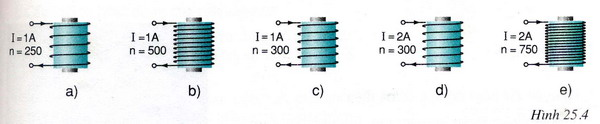 I=1A
n=250
a)
I=1A
n=500
b)
I=1A
n=300
c)
I=2A
n=300
d)
I=2A
n=750
e)
Hình 25.4